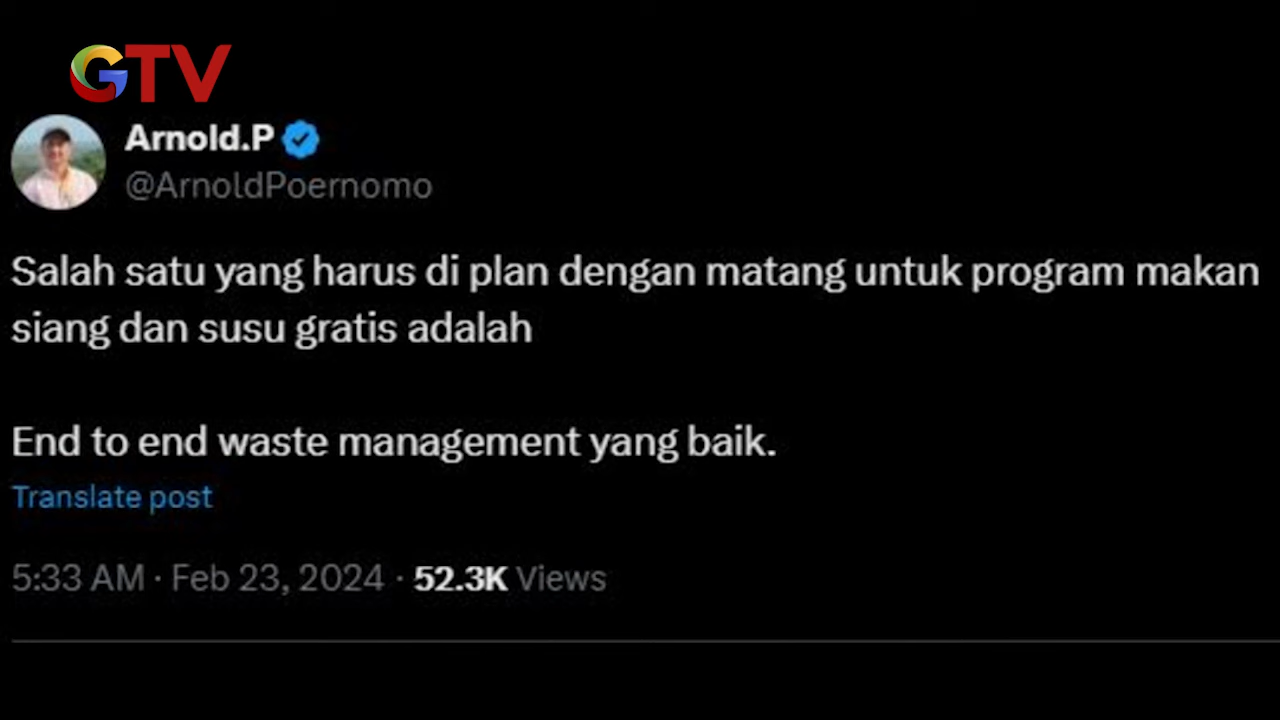 GTV
Arnold.P
@ArnoldPoernomo
Salah satu yang harus di plan dengan matang untuk program makan
siang dan susu gratis adalah
End to end waste management yang baik.
Translate post
5:33 AM · Feb 23, 2024 · 52.3K Views